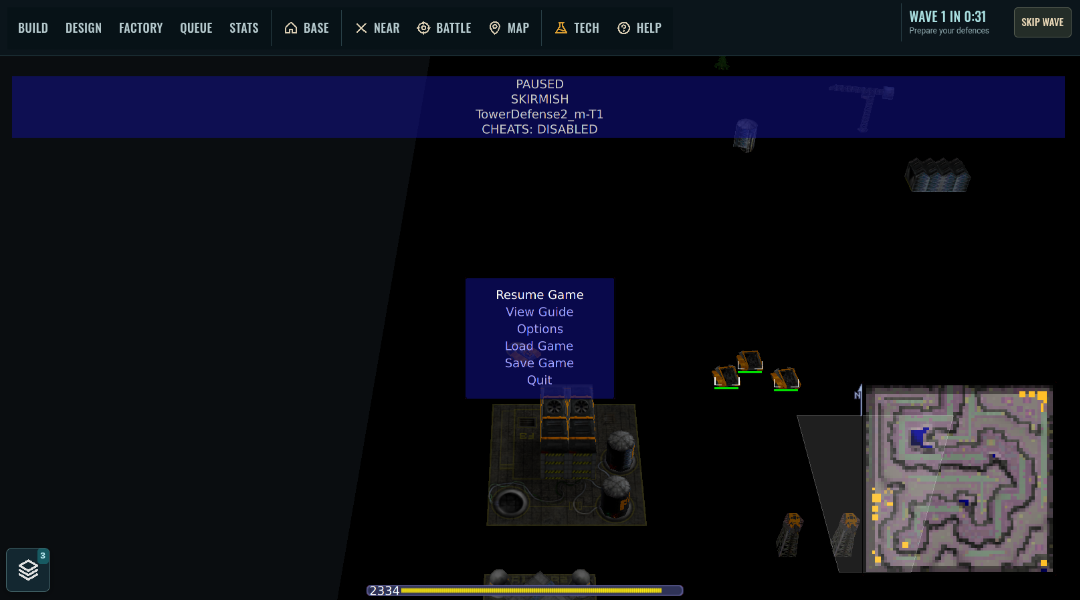 BUILD DESIGN FACTORY QUEUE STATS BASE NEAR BATTLE MAP TECH HELP
WAVE 1 IN 0:31
Prepare your defences
SKIP WAVE
PAUSED
SKIRMISH
TowerDefense2_m-T1
CHEATS: DISABLED
Resume Game
View Guide
Options
Load Game
Save Game
Quit
N
3
2334